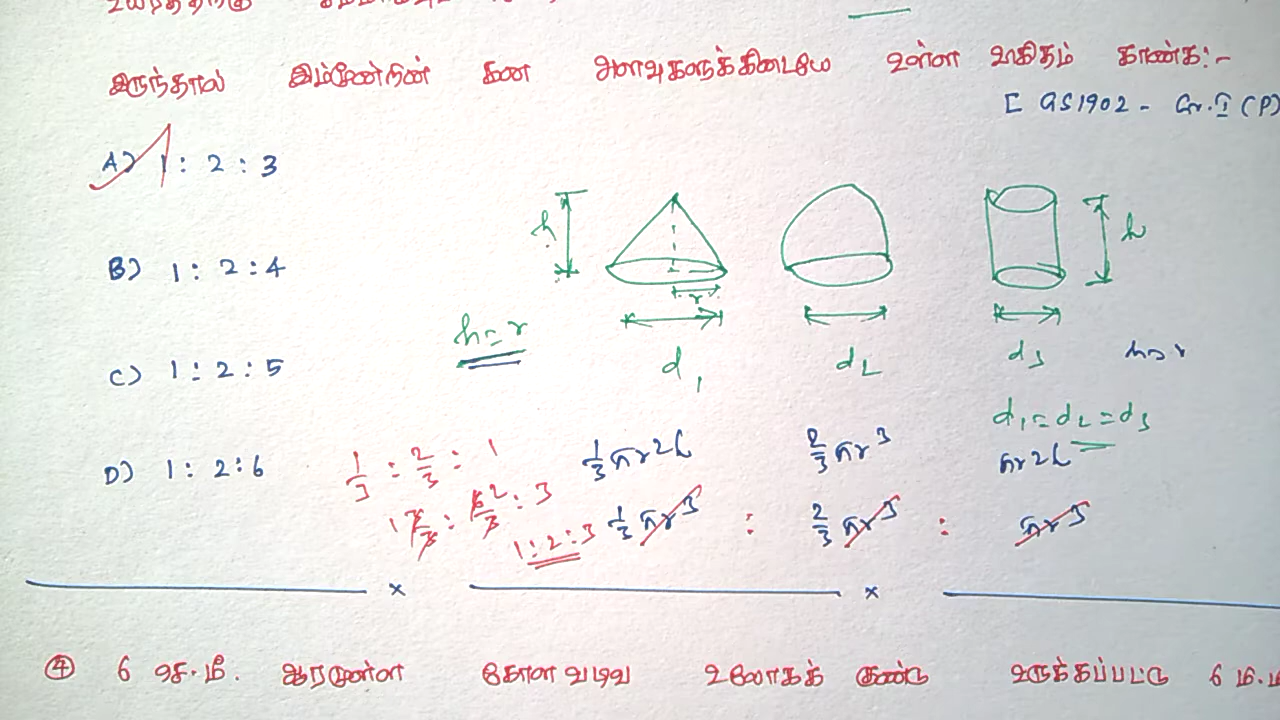 இருந்தால் இம்மூன்றின் கன அளவுகளுக்கிடையே உள்ள விகிதம் காண்க:-
[ GS1902 - Gr.I (P)
A) 1 : 2 : 3
B) 1 : 2 : 4
C) 1 : 2 : 5
D) 1 : 2 : 6
h
r
h
h = r
d1 d2 d3 h = r
d1 = d2 = d3
1/3 : 2/3 : 1 1/3 πr2h 2/3 πr3 πr2h
1 : 2 : 3 1/3 πr3 : 2/3 πr3 : πr3
x x
④ 6 செ.மீ. ஆரமுள்ள கோள வடிவ உலோகக் குண்டு உருக்கப்பட்டு 6 மி.மீ